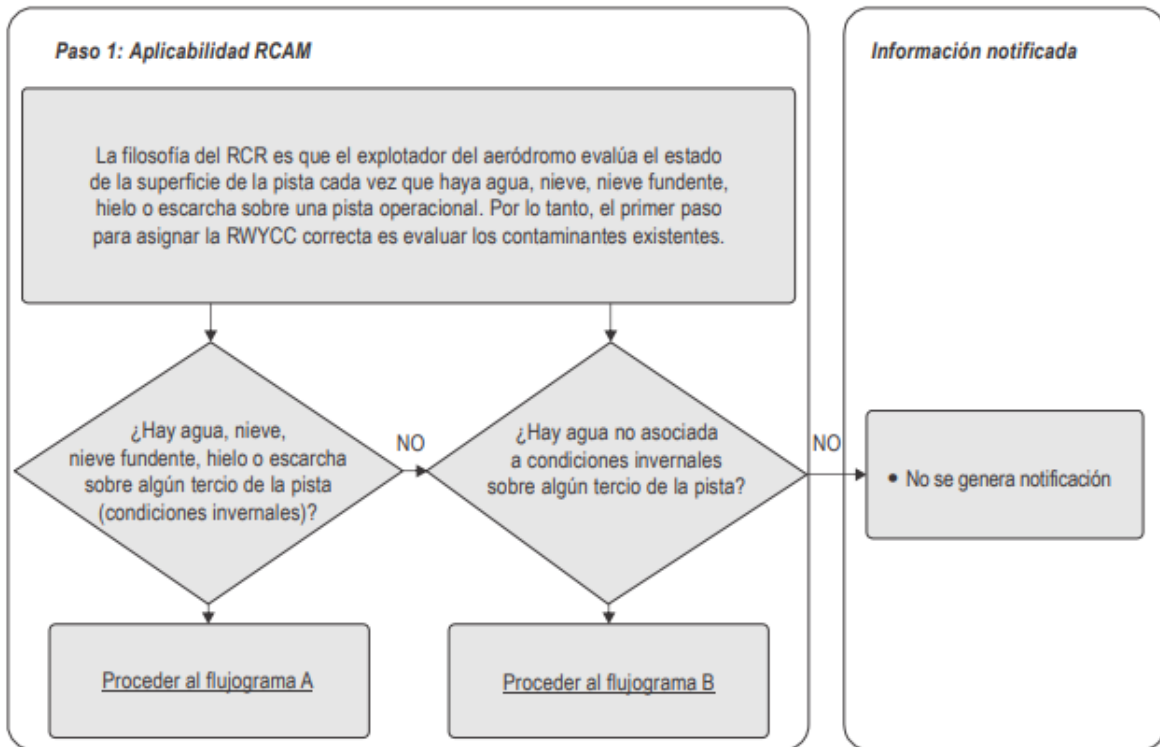 Paso 1: Aplicabilidad RCAM
Información notificada
La filosofía del RCR es que el explotador del aeródromo evalúa el estado
de la superficie de la pista cada vez que haya agua, nieve, nieve fundente,
hielo o escarcha sobre una pista operacional. Por lo tanto, el primer paso
para asignar la RWYCC correcta es evaluar los contaminantes existentes.
¿Hay agua, nieve,
nieve fundente, hielo o escarcha
sobre algún tercio de la pista
(condiciones invernales)?
NO
¿Hay agua no asociada
a condiciones invernales
sobre algún tercio de la pista?
NO
• No se genera notificación
Proceder al flujograma A
Proceder al flujograma B